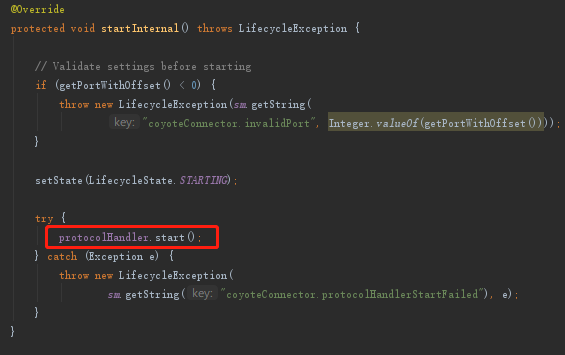 @Override
protected void startInternal() throws LifecycleException {
// Validate settings before starting
if (getPortWithOffset() < 0) {
throw new LifecycleException(sm.getString(
key: "coyoteConnector.invalidPort", Integer.valueOf(getPortWithOffset())));
}
setState(LifecycleState.STARTING);
try {
protocolHandler.start();
} catch (Exception e) {
throw new LifecycleException(
sm.getString( key: "coyoteConnector.protocolHandlerStartFailed"), e);
}
}